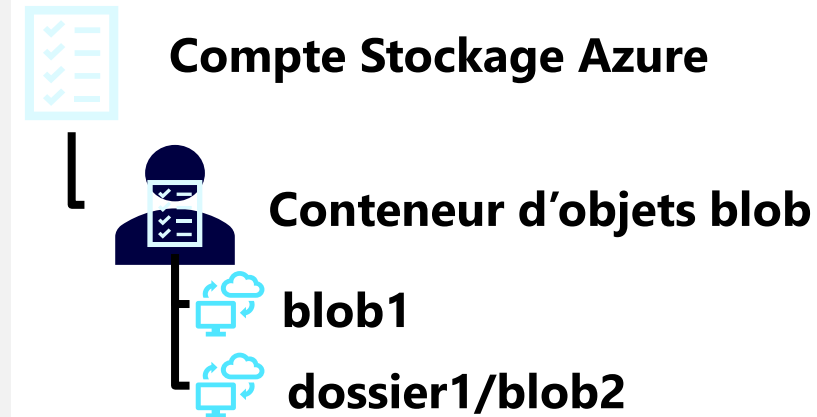 Compte Stockage Azure
Conteneur d’objets blob
blob1
dossier1/blob2